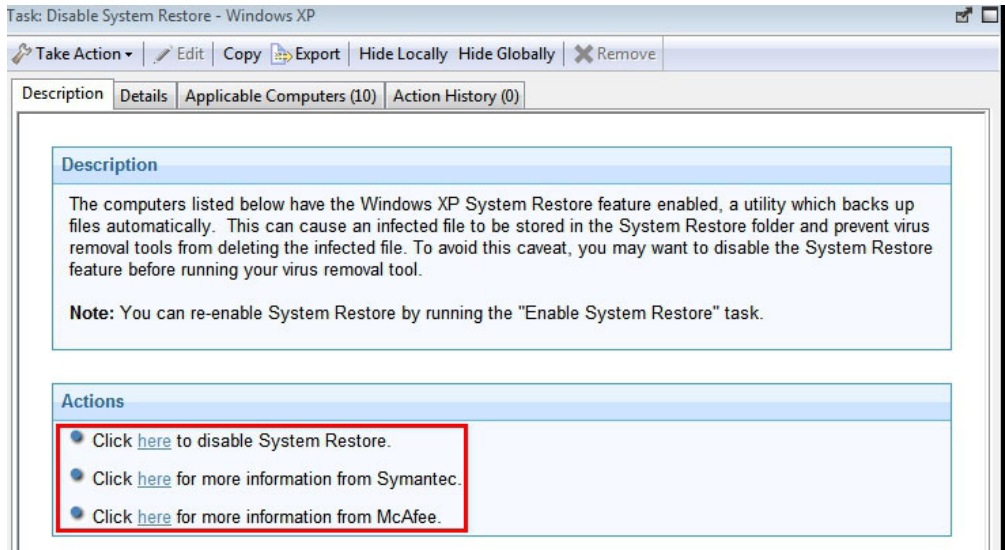 Task: Disable System Restore - Windows XP
Take Action Edit Copy Export Hide Locally Hide Globally Remove
Description Details Applicable Computers (10) Action History (0)
Description
The computers listed below have the Windows XP System Restore feature enabled, a utility which backs up
files automatically. This can cause an infected file to be stored in the System Restore folder and prevent virus
removal tools from deleting the infected file. To avoid this caveat, you may want to disable the System Restore
feature before running your virus removal tool.
Note: You can re-enable System Restore by running the "Enable System Restore" task.
Actions
Click here to disable System Restore.
Click here for more information from Symantec.
Click here for more information from McAfee.